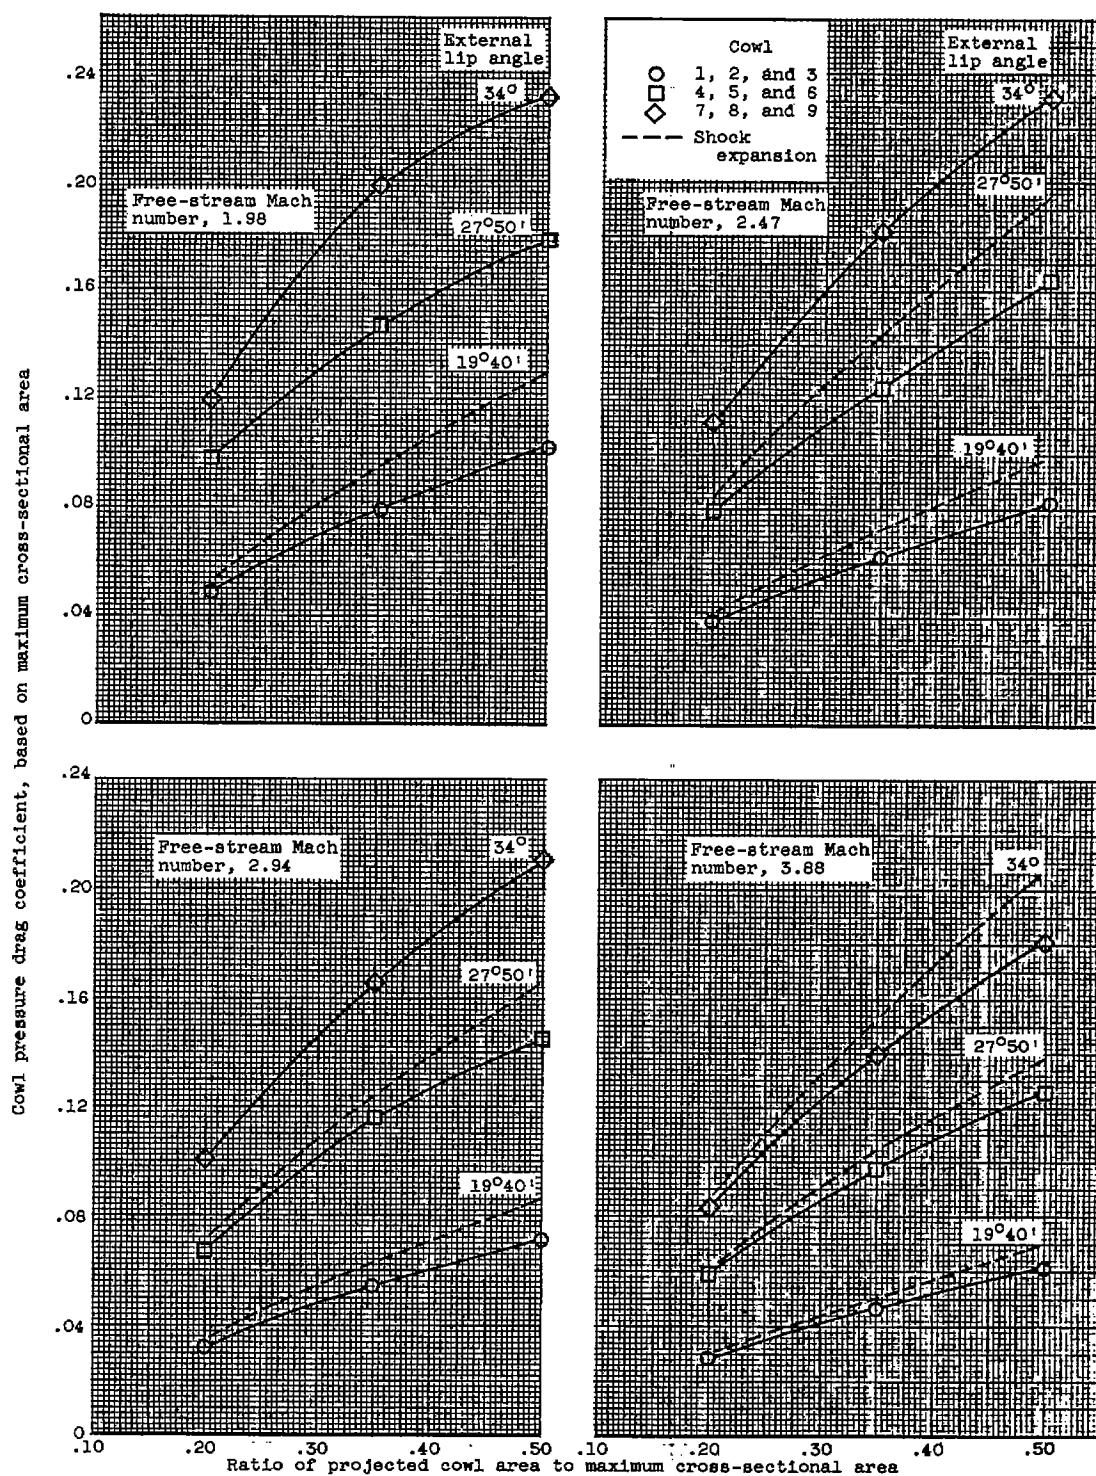 External
lip angle
.24
34°
.20
Free-stream Mach
number, 1.98
27°50'
.16
19°40'
.12
.08
.04
0
Cowl
1, 2, and 3
4, 5, and 6
7, 8, and 9
Shock
expansion
External
lip angle
34°
27°50'
Free-stream Mach
number, 2.47
19°40'
.24
Free-stream Mach
number, 2.94
34°
.20
27°50'
.16
.12
19°40'
.08
.04
0
Free-stream Mach
number, 3.88
34°
27°50'
19°40'
.10 .20 .30 .40 .50
.10 .20 .30 .40 .50
Ratio of projected cowl area to maximum cross-sectional area
Cowl pressure drag coefficient, based on maximum cross-sectional area